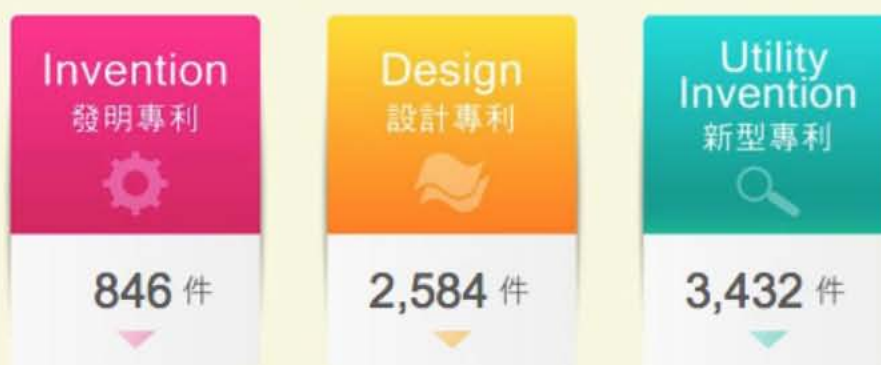 Invention
發明專利
846 件
Design
設計專利
2,584 件
Utility
Invention
新型專利
3,432 件